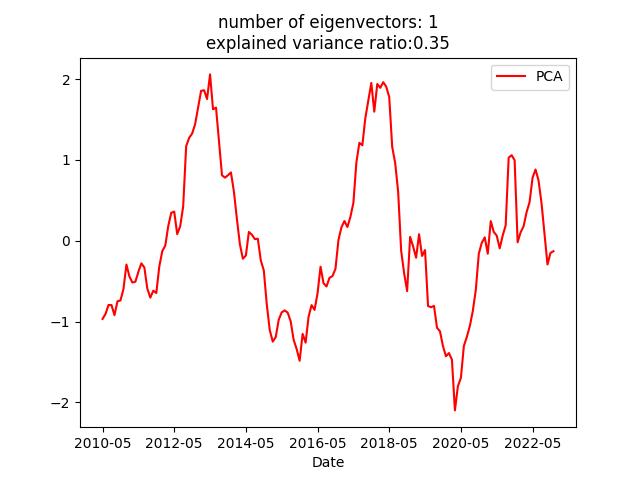 number of eigenvectors: 1
explained variance ratio:0.35
PCA
2
1
0
−1
−2
2010-05 2012-05 2014-05 2016-05 2018-05 2020-05 2022-05
Date